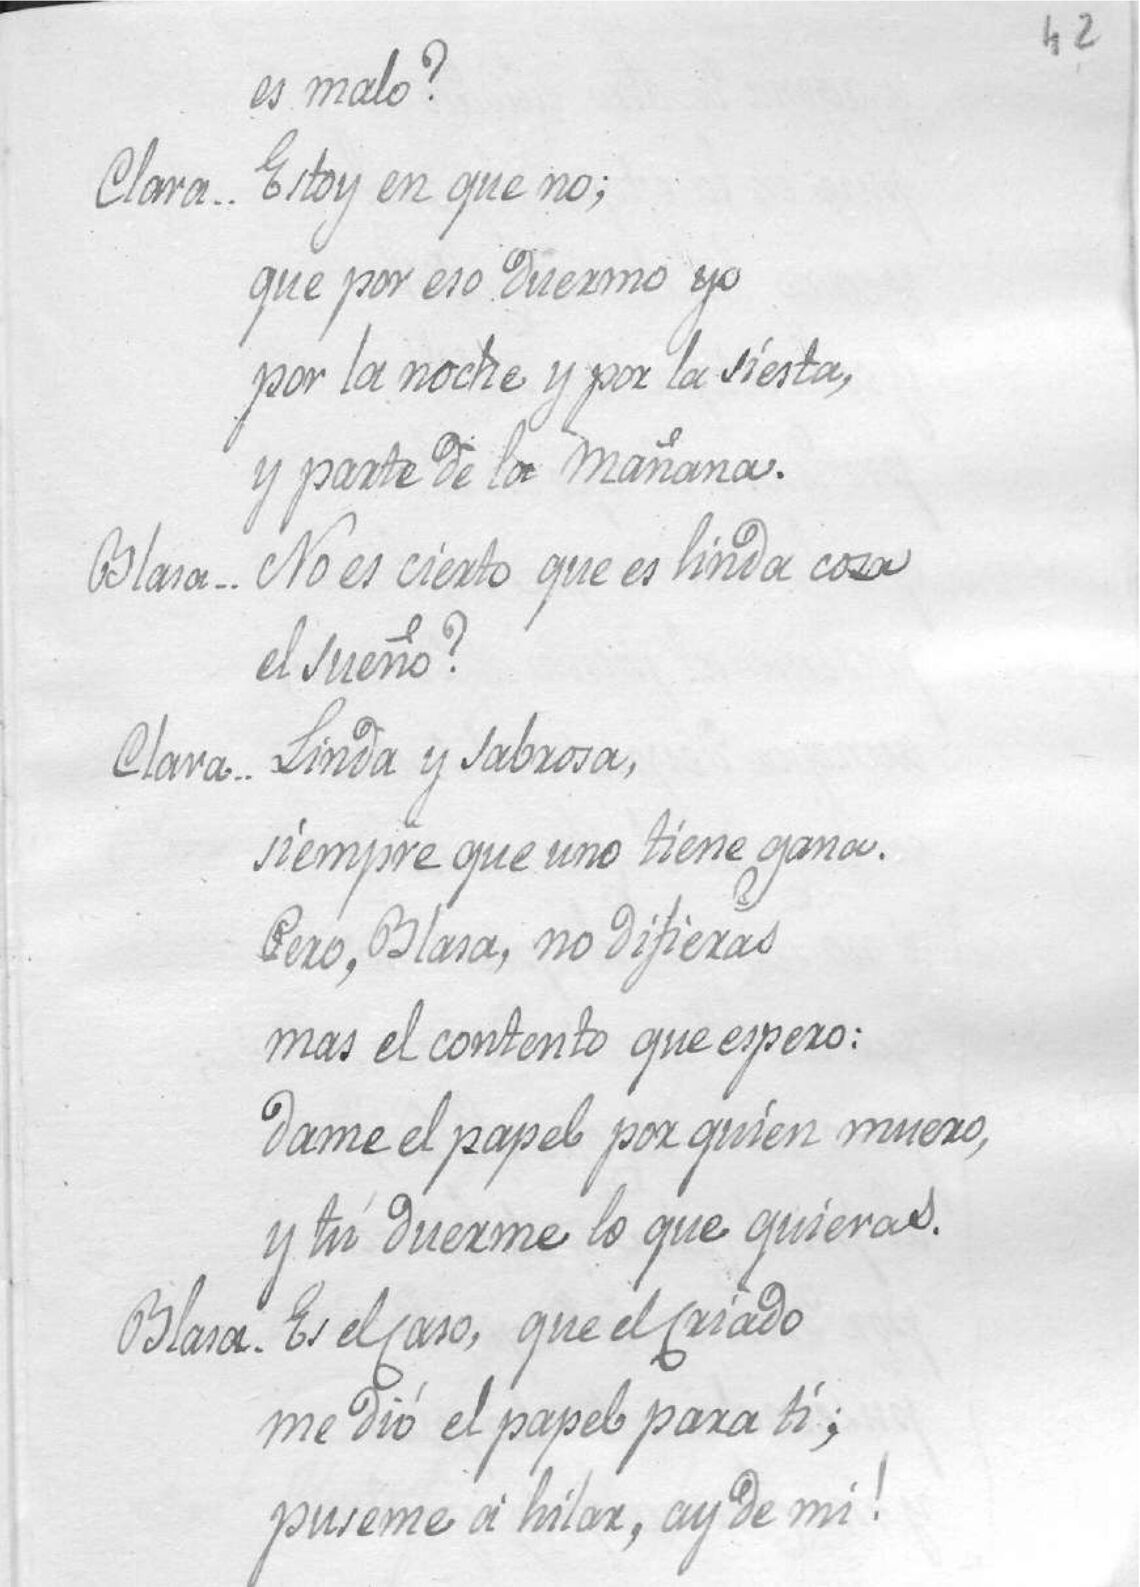 42
es malo?
Clara.. Estoy en que no;
que por eso duermo yo
por la noche y por la siesta,
y parte de la Mañana.
Blasa.. No es cierto que es linda cosa
el sueño?
Clara.. Linda y sabrosa,
siempre que uno tiene gana.
Pero, Blasa, no difieras
mas el contento que espero:
dame el papel por quien muero,
y tú duerme lo que quieras.
Blasa. Es el Caso, que el Criado
me dió el papel para tí;
puseme á hilar, ay de mi!